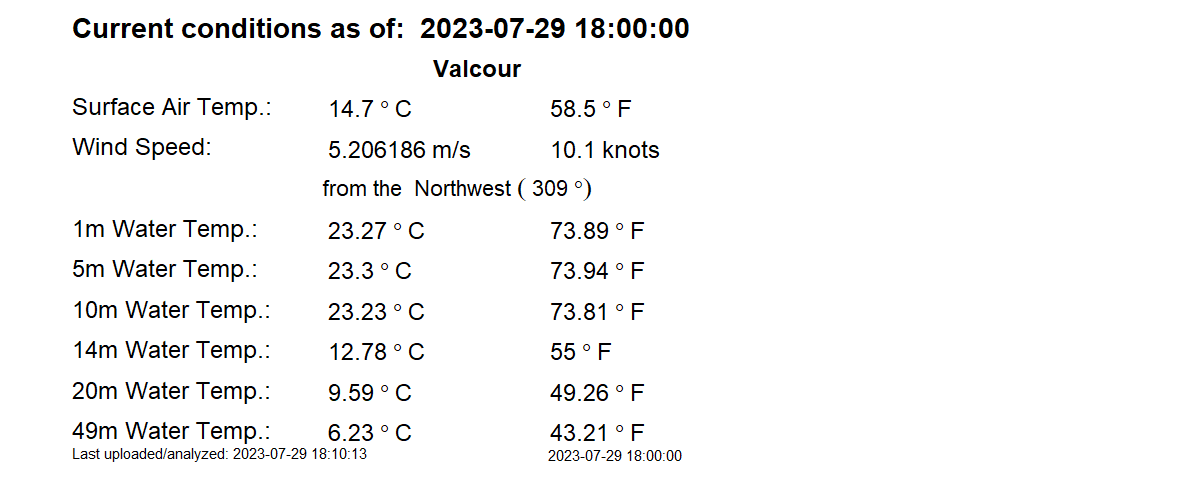 Current conditions as of: 2023-07-29 18:00:00
Valcour
Surface Air Temp.: 14.7 ° C 58.5 ° F
Wind Speed: 5.206186 m/s 10.1 knots
from the Northwest ( 309 °)
1m Water Temp.: 23.27 ° C 73.89 ° F
5m Water Temp.: 23.3 ° C 73.94 ° F
10m Water Temp.: 23.23 ° C 73.81 ° F
14m Water Temp.: 12.78 ° C 55 ° F
20m Water Temp.: 9.59 ° C 49.26 ° F
49m Water Temp.: 6.23 ° C 43.21 ° F
Last uploaded/analyzed: 2023-07-29 18:10:13 2023-07-29 18:00:00